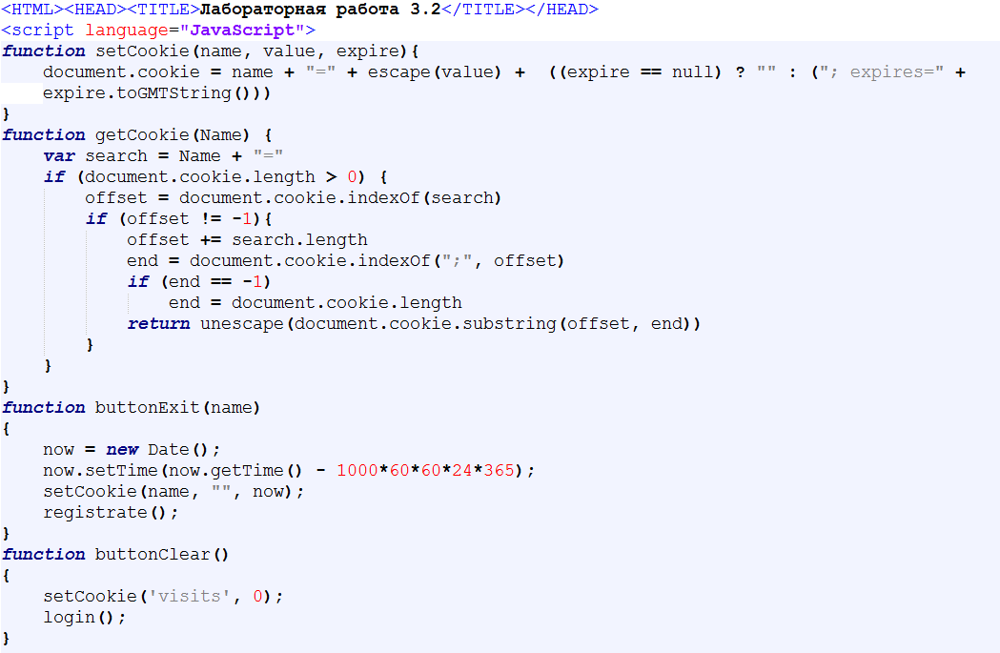 <HTML><HEAD><TITLE>Лабораторная работа 3.2</TITLE></HEAD>
<script language="JavaScript">
function setCookie(name, value, expire){
    document.cookie = name + "=" + escape(value) +  ((expire == null) ? "" : ("; expires=" +
    expire.toGMTString()))
}
function getCookie(Name) {
    var search = Name + "="
    if (document.cookie.length > 0) {
        offset = document.cookie.indexOf(search)
        if (offset != -1){
            offset += search.length
            end = document.cookie.indexOf(";", offset)
            if (end == -1)
                end = document.cookie.length
            return unescape(document.cookie.substring(offset, end))
        }
    }
}
function buttonExit(name)
{
    now = new Date();
    now.setTime(now.getTime() - 1000*60*60*24*365);
    setCookie(name, "", now);
    registrate();
}
function buttonClear()
{
    setCookie('visits', 0);
    login();
}